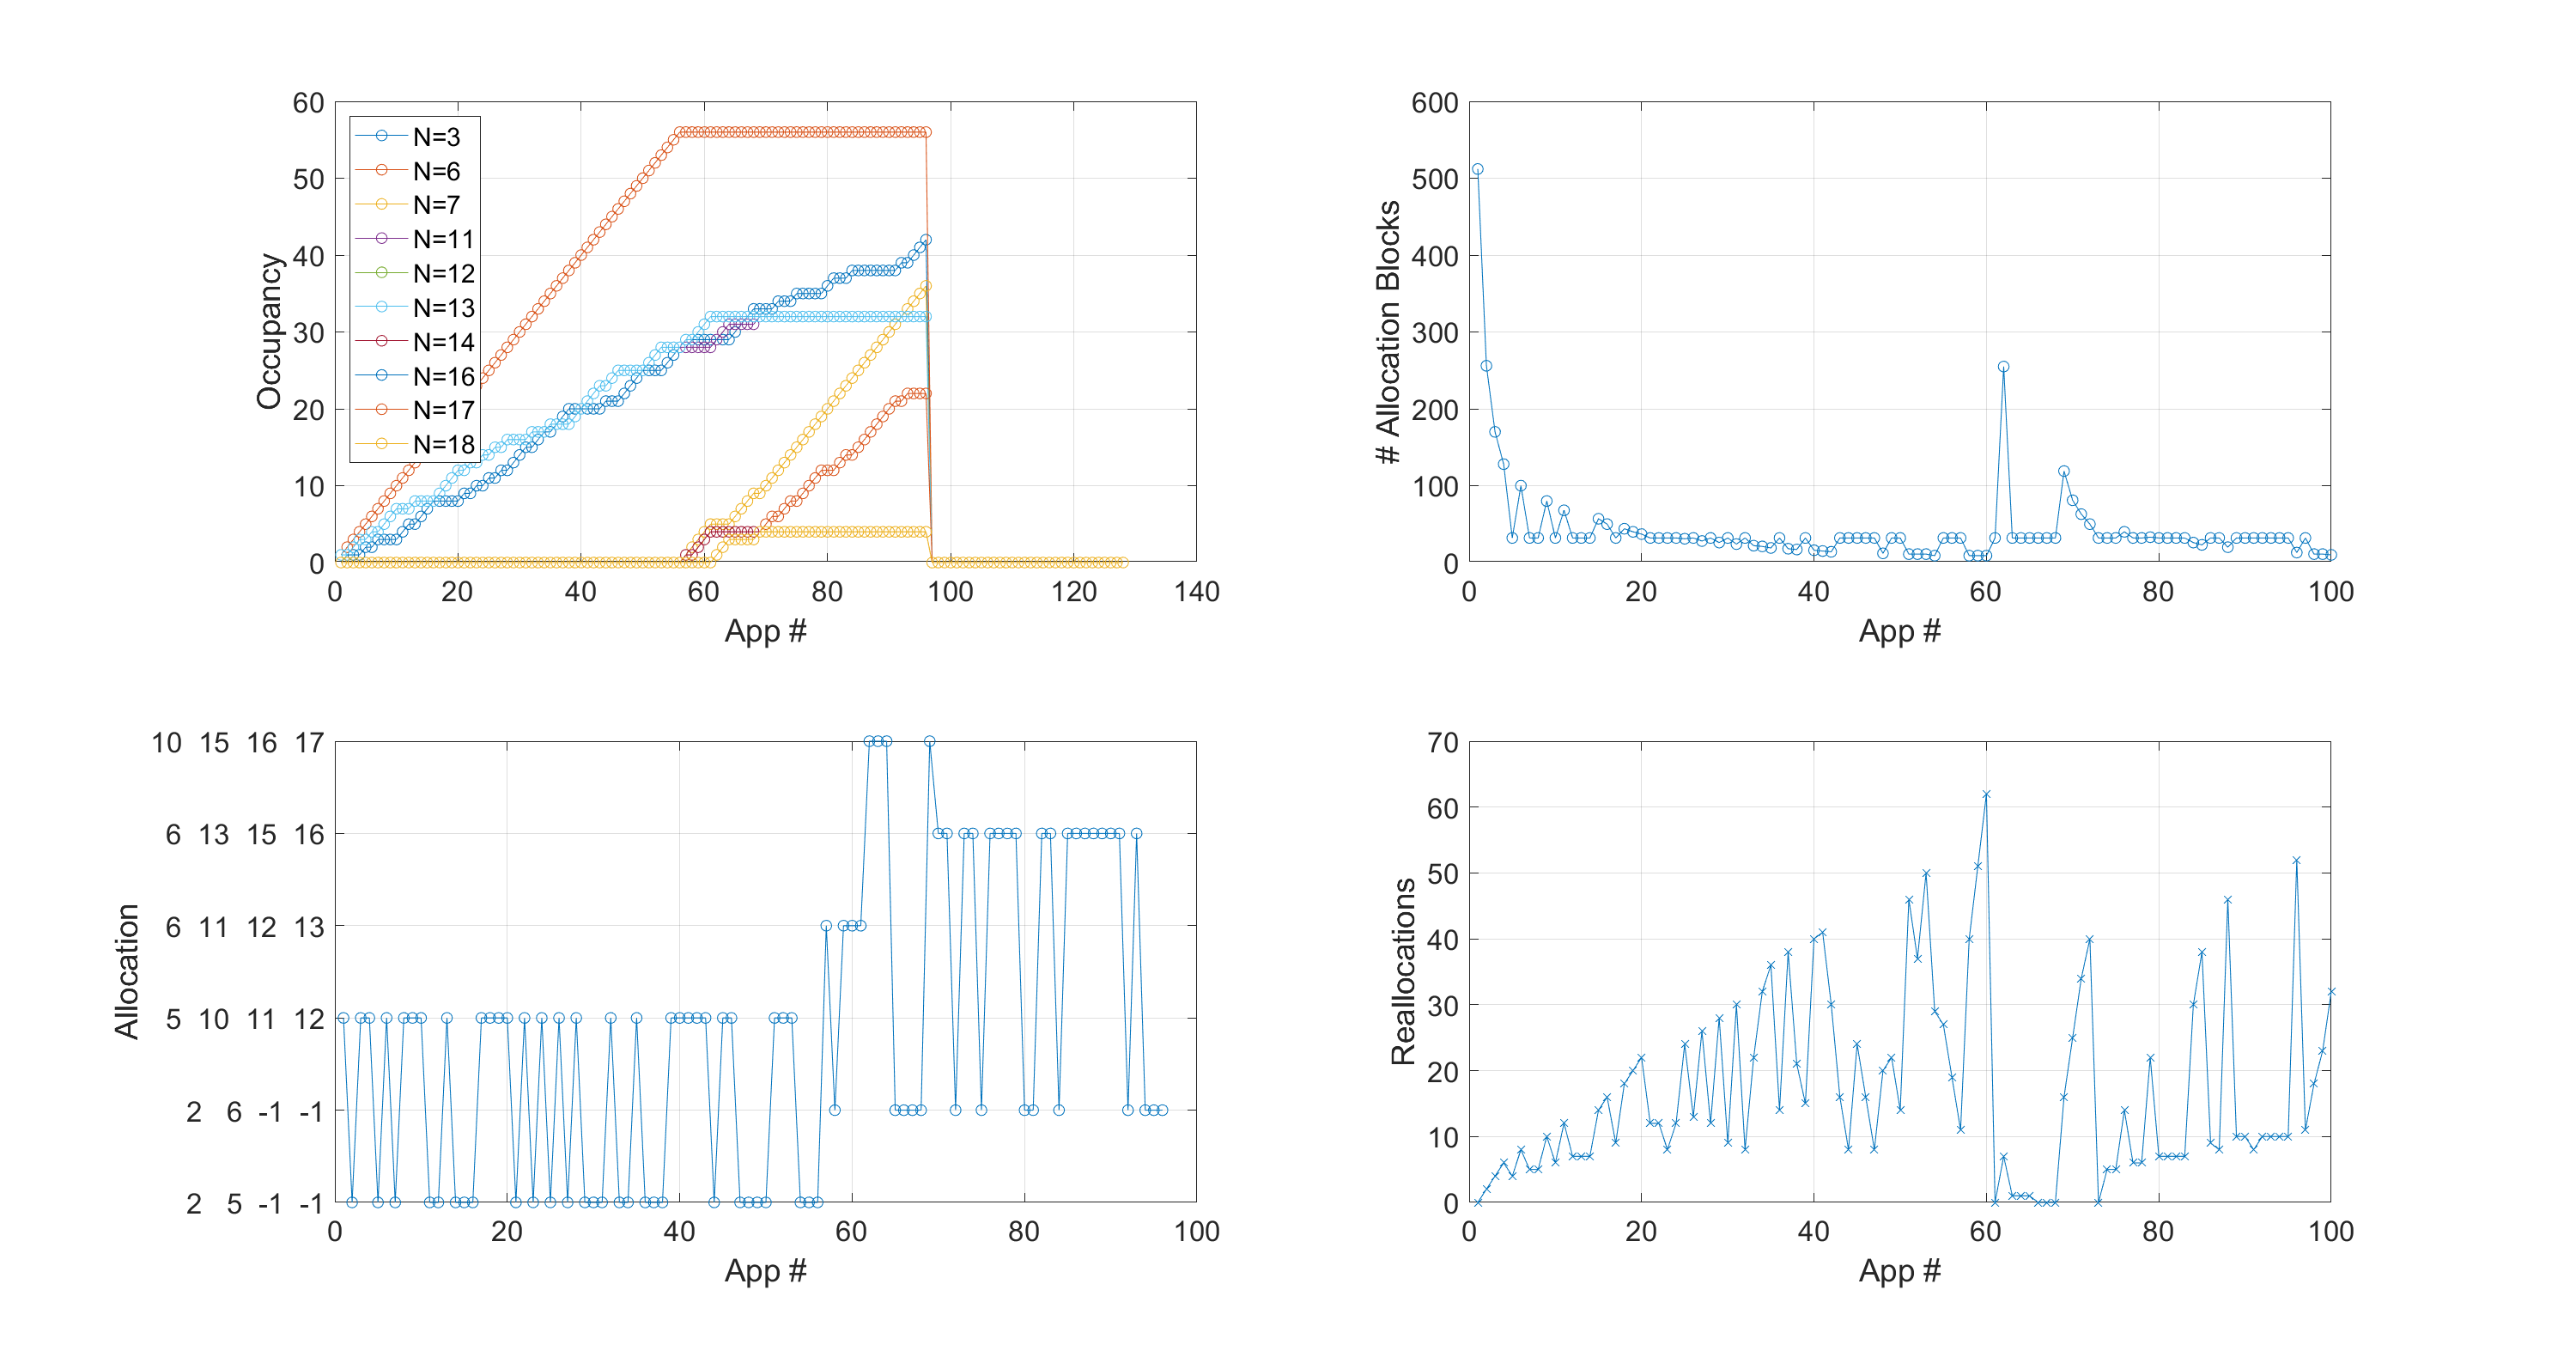 60
50
40
30
20
10
0
Occupancy
N=3
N=6
N=7
N=11
N=12
N=13
N=14
N=16
N=17
N=18
0 20 40 60 80 100 120 140
App #
600
500
400
300
200
100
0
# Allocation Blocks
0 20 40 60 80 100
App #
10 15 16 17
6 13 15 16
6 11 12 13
5 10 11 12
2 6 -1 -1
2 5 -1 -1
Allocation
0 20 40 60 80 100
App #
70
60
50
40
30
20
10
0
Reallocations
0 20 40 60 80 100
App #